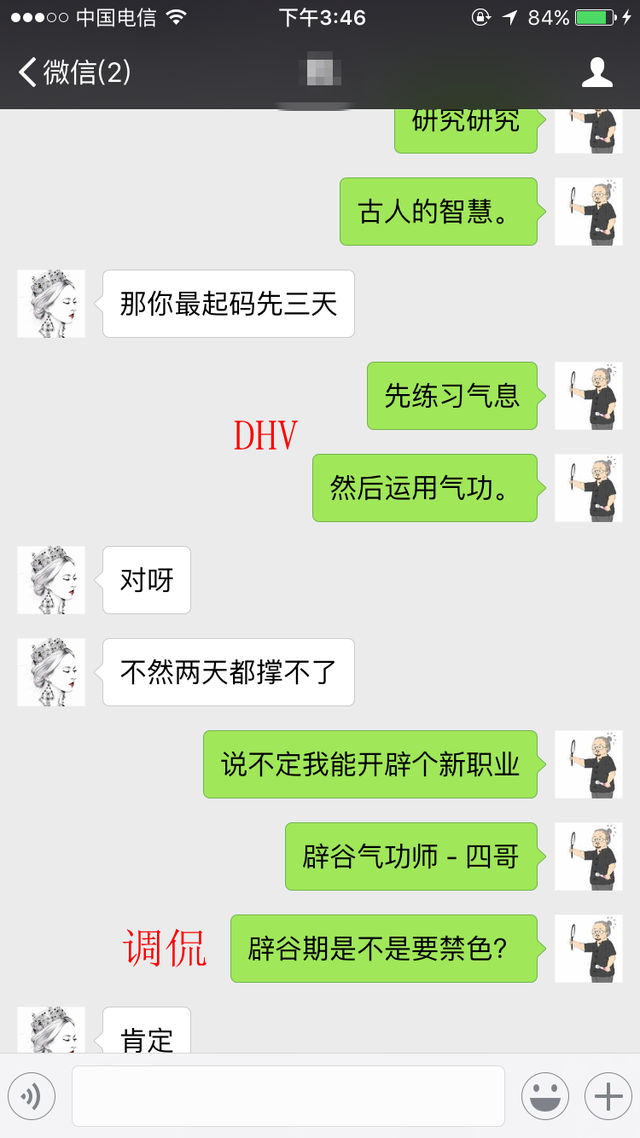 中国电信 下午3:46 84%
微信(2)
研究研究
古人的智慧。
那你最起码先三天
先练习气息
DHV
然后运用气功。
对呀
不然两天都撑不了
说不定我能开辟个新职业
辟谷气功师 - 四哥
调侃 辟谷期是不是要禁色?
肯定